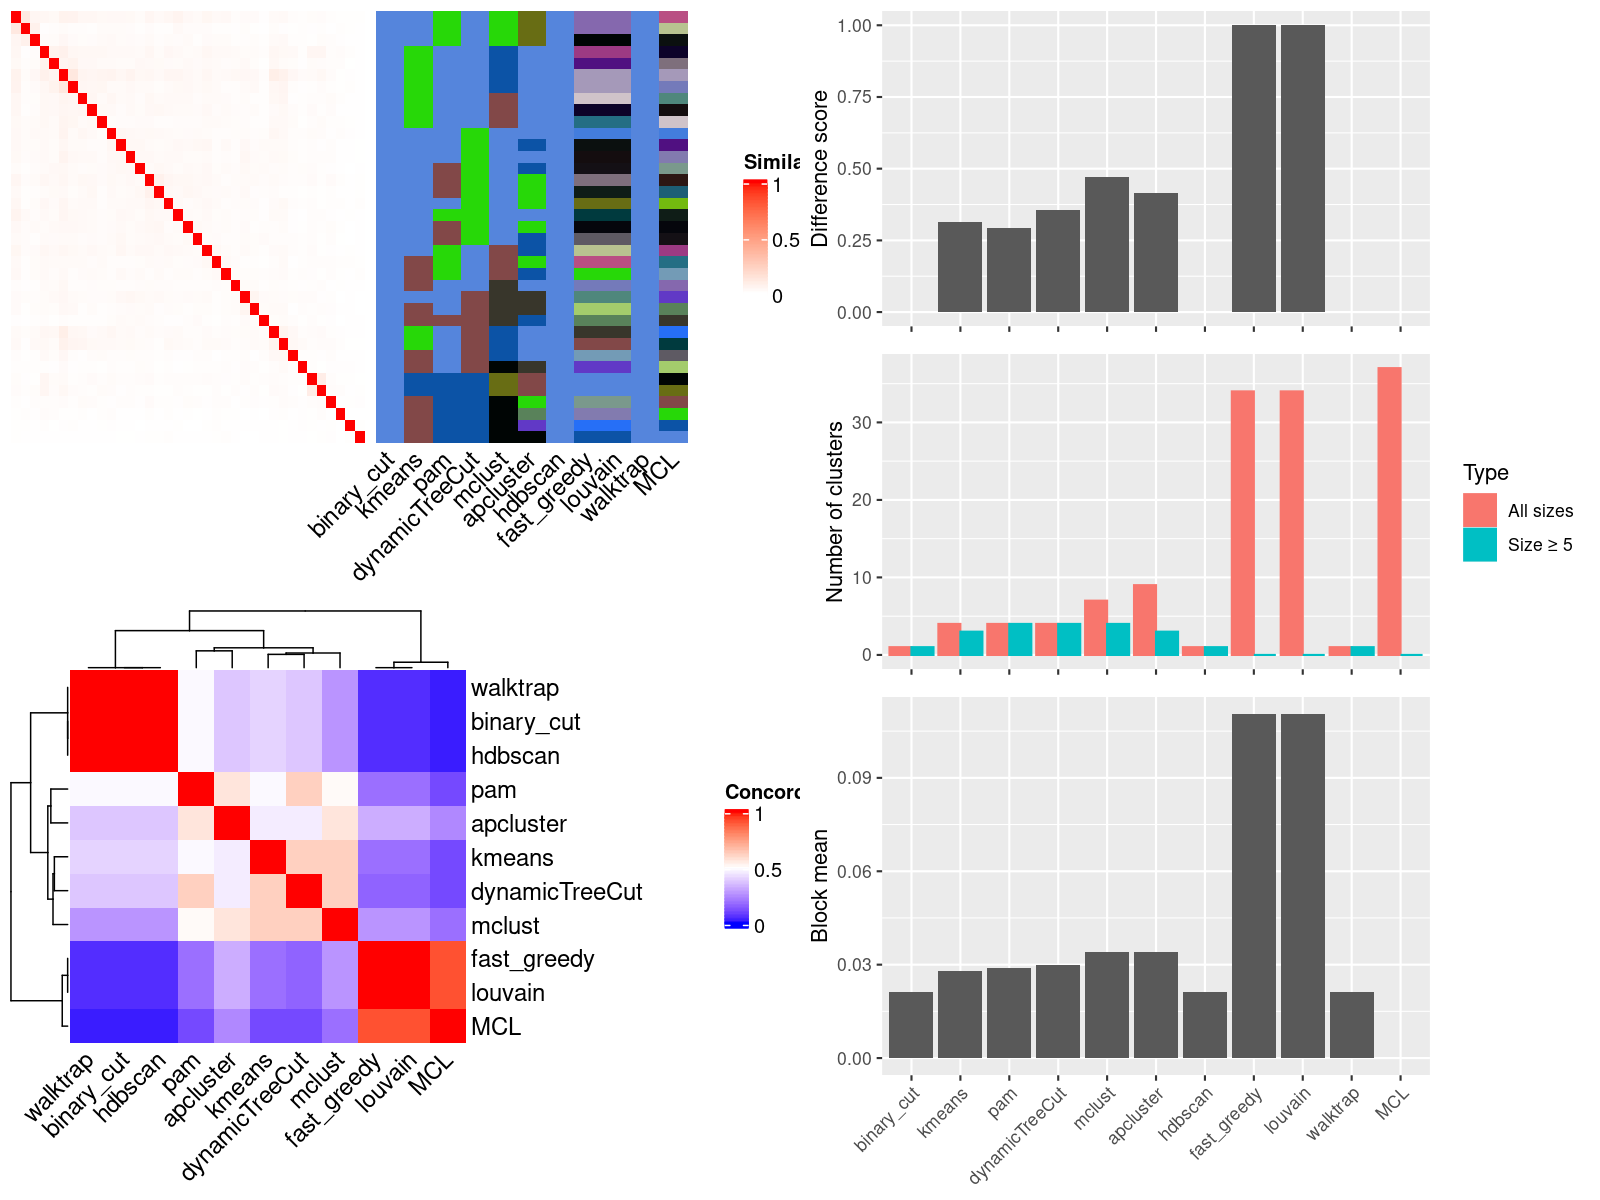 Simila
1
0.5
0
binary_cut
kmeans
pam
dynamicTreeCut
mclust
apcluster
hdbscan
fast_greedy
louvain
walktrap
MCL
Difference score
1.00
0.75
0.50
0.25
0.00
Number of clusters
30
20
10
0
Type
All sizes
Size ≥ 5
walktrap
binary_cut
hdbscan
pam
apcluster
kmeans
dynamicTreeCut
mclust
fast_greedy
louvain
MCL
walktrap
binary_cut
hdbscan
pam
apcluster
kmeans
dynamicTreeCut
mclust
fast_greedy
louvain
MCL
Concord
1
0.5
0
Block mean
0.09
0.06
0.03
0.00
binary_cut
kmeans
pam
dynamicTreeCut
mclust
apcluster
hdbscan
fast_greedy
louvain
walktrap
MCL